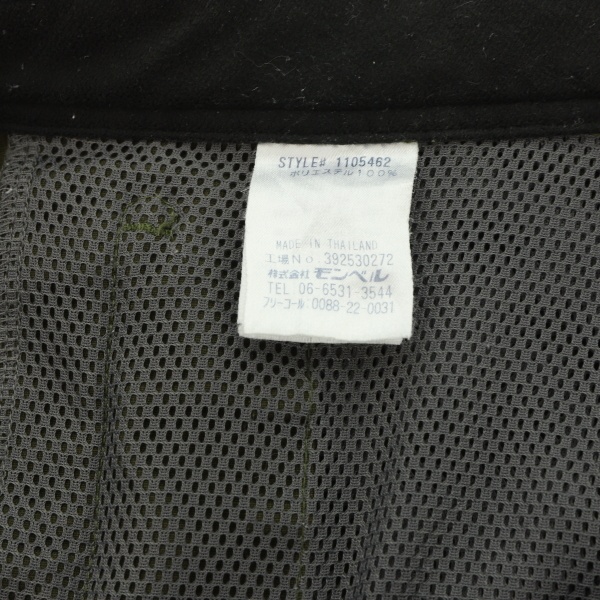 STYLE# 1105462
ポリエステル100%
MADE IN THAILAND
工場No. 392530272
株式会社 モンベル
TEL 06-6531-3544
フリーコール:0088-22-0031